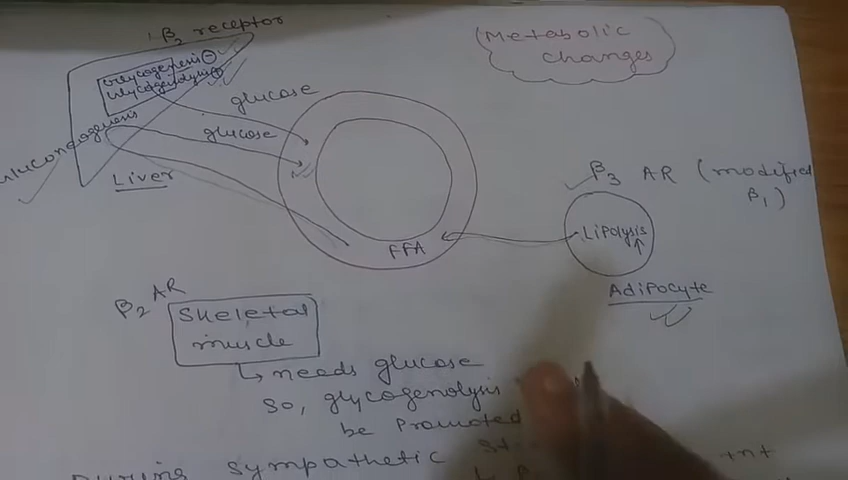 β₂ receptor
(Metabolic
changes)
Glycogenesis ⊖
Glycogenolysis ⊕
glucose
glucose
Gluconeogenesis
Liver
β₃ AR (modified
β₁)
Lipolysis ↑
FFA
Adipocyte
β₂ AR
Skeletal
muscle
↳ needs glucose
so, glycogenolysis
be Promoted
During sympathetic